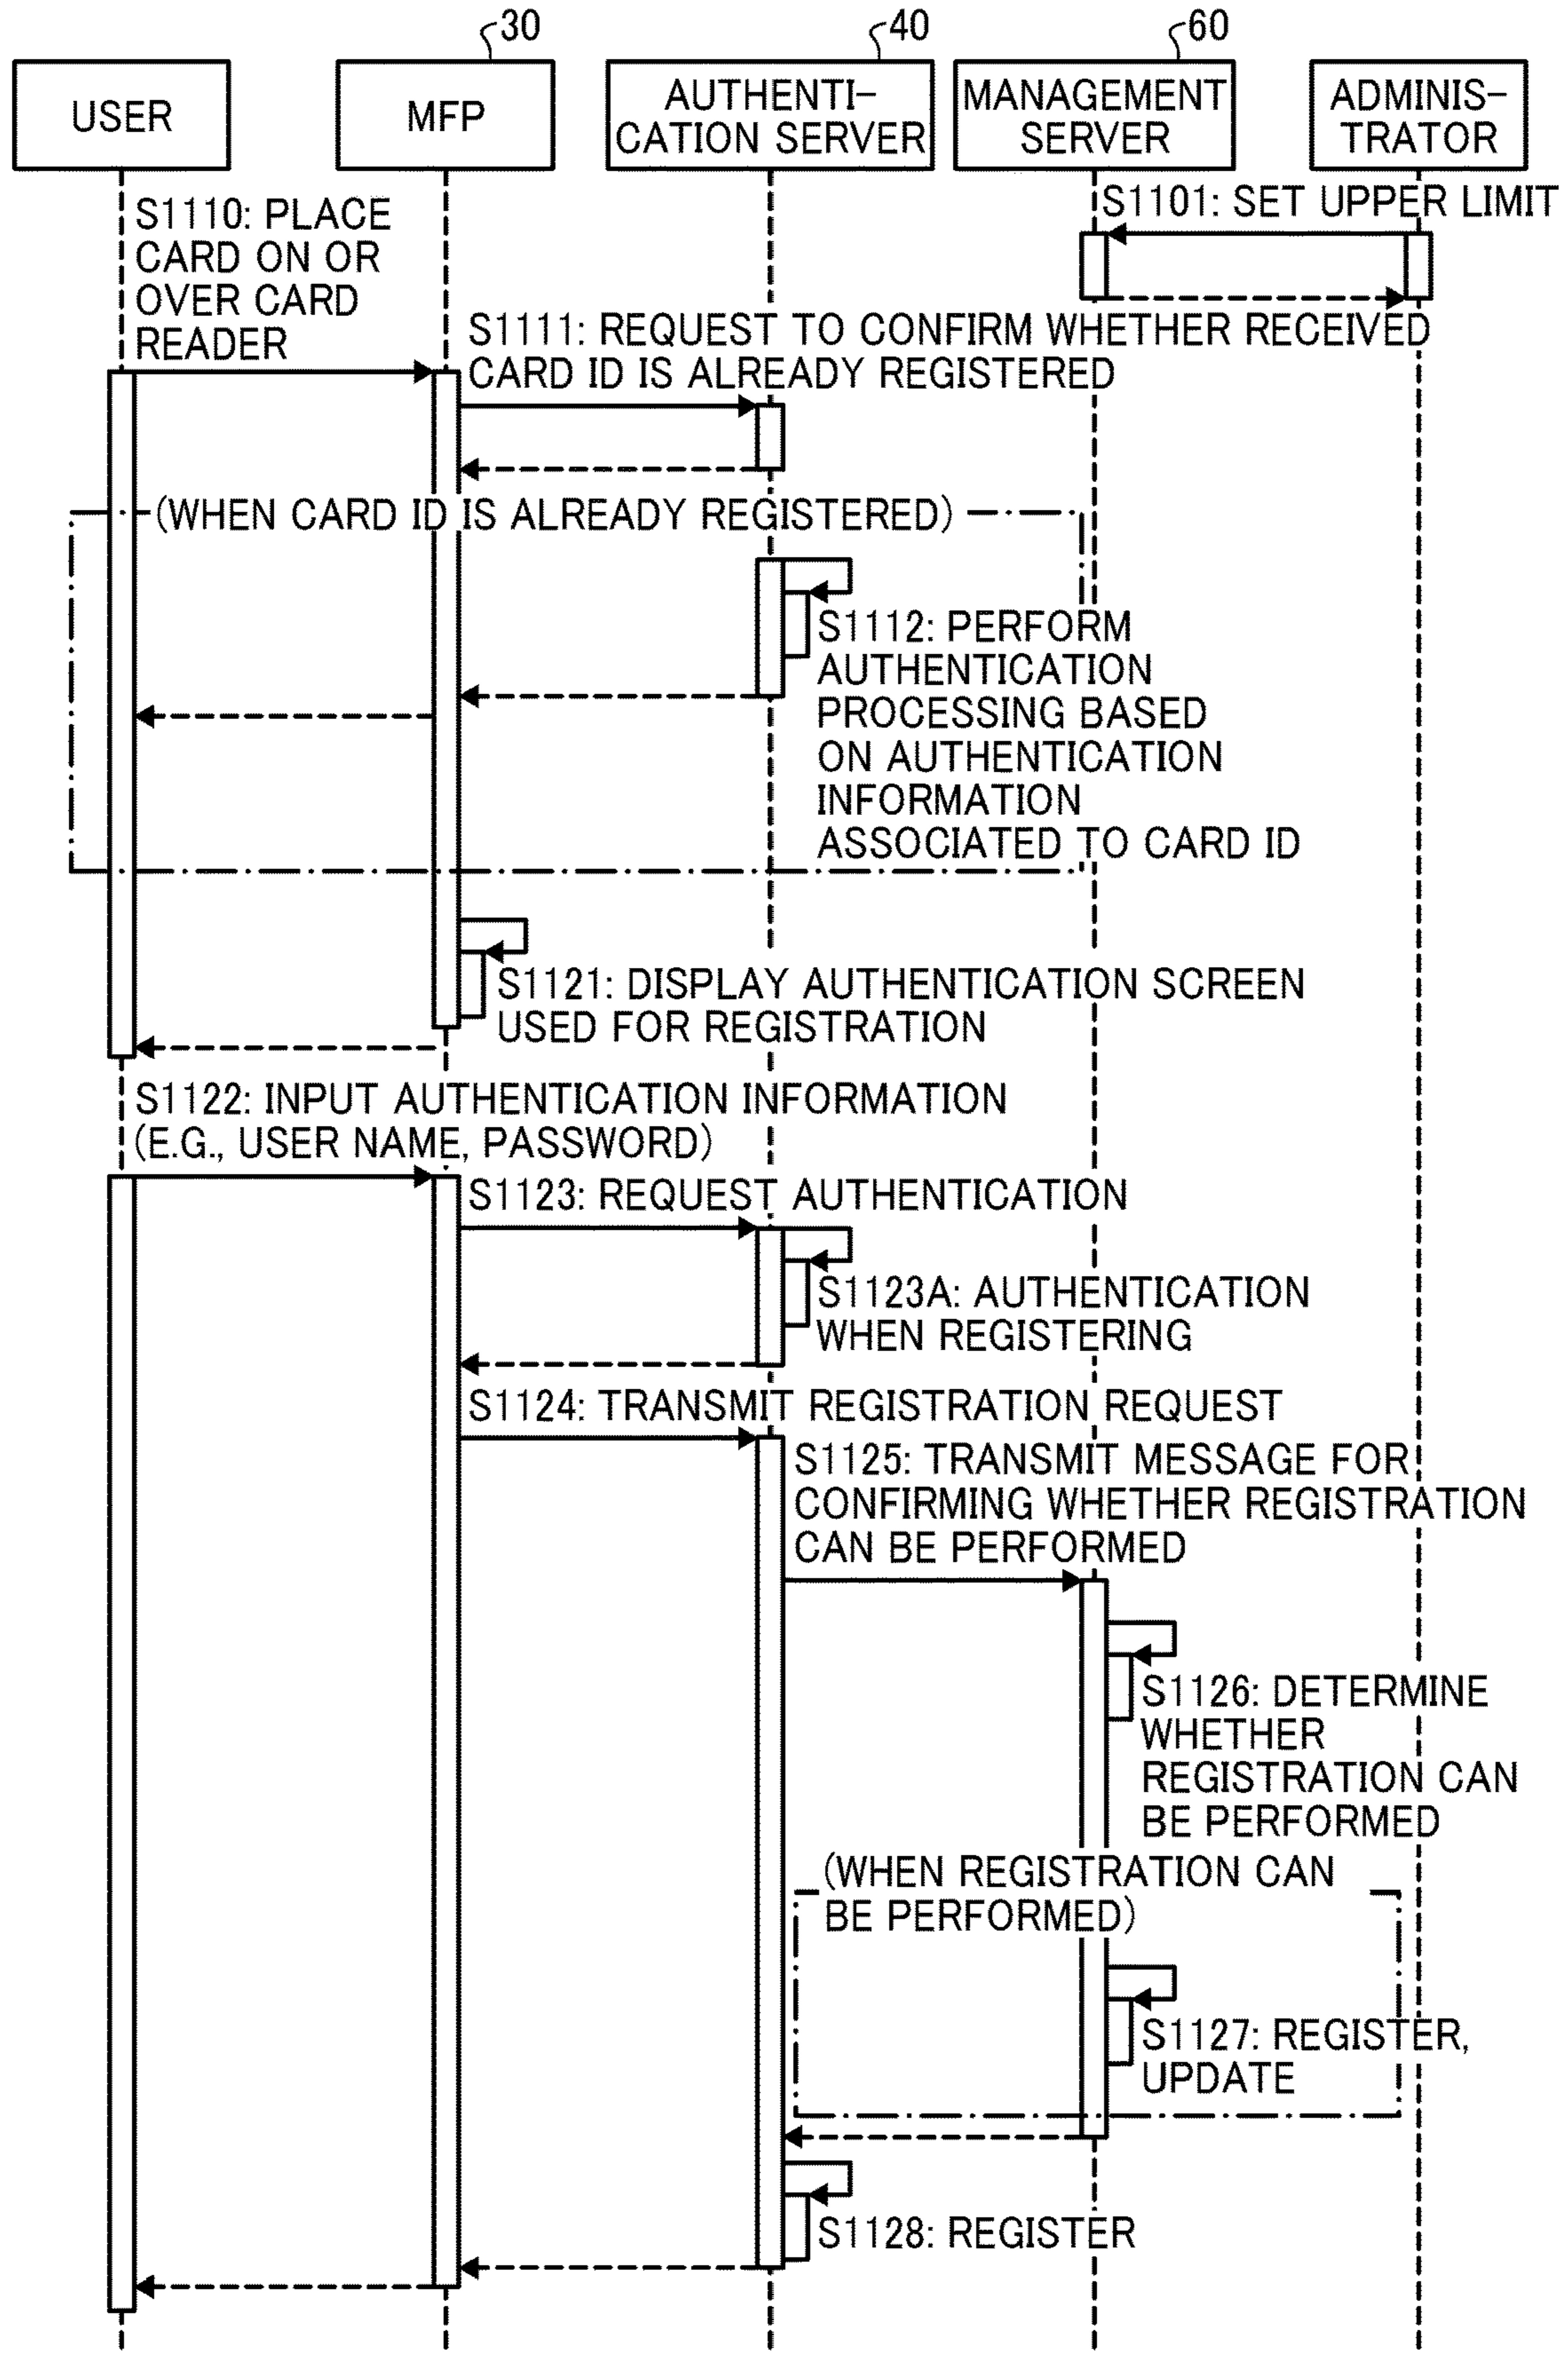 30
40
60
USER
MFP
AUTHENTI-
CATION SERVER
MANAGEMENT
SERVER
ADMINIS-
TRATOR
S1101: SET UPPER LIMIT
S1110: PLACE
CARD ON OR
OVER CARD
READER
S1111: REQUEST TO CONFIRM WHETHER RECEIVED
CARD ID IS ALREADY REGISTERED
(WHEN CARD ID IS ALREADY REGISTERED)
S1112: PERFORM
AUTHENTICATION
PROCESSING BASED
ON AUTHENTICATION
INFORMATION
ASSOCIATED TO CARD ID
S1121: DISPLAY AUTHENTICATION SCREEN
USED FOR REGISTRATION
S1122: INPUT AUTHENTICATION INFORMATION
(E.G., USER NAME, PASSWORD)
S1123: REQUEST AUTHENTICATION
S1123A: AUTHENTICATION
WHEN REGISTERING
S1124: TRANSMIT REGISTRATION REQUEST
S1125: TRANSMIT MESSAGE FOR
CONFIRMING WHETHER REGISTRATION
CAN BE PERFORMED
S1126: DETERMINE
WHETHER
REGISTRATION CAN
BE PERFORMED
(WHEN REGISTRATION CAN
BE PERFORMED)
S1127: REGISTER,
UPDATE
S1128: REGISTER